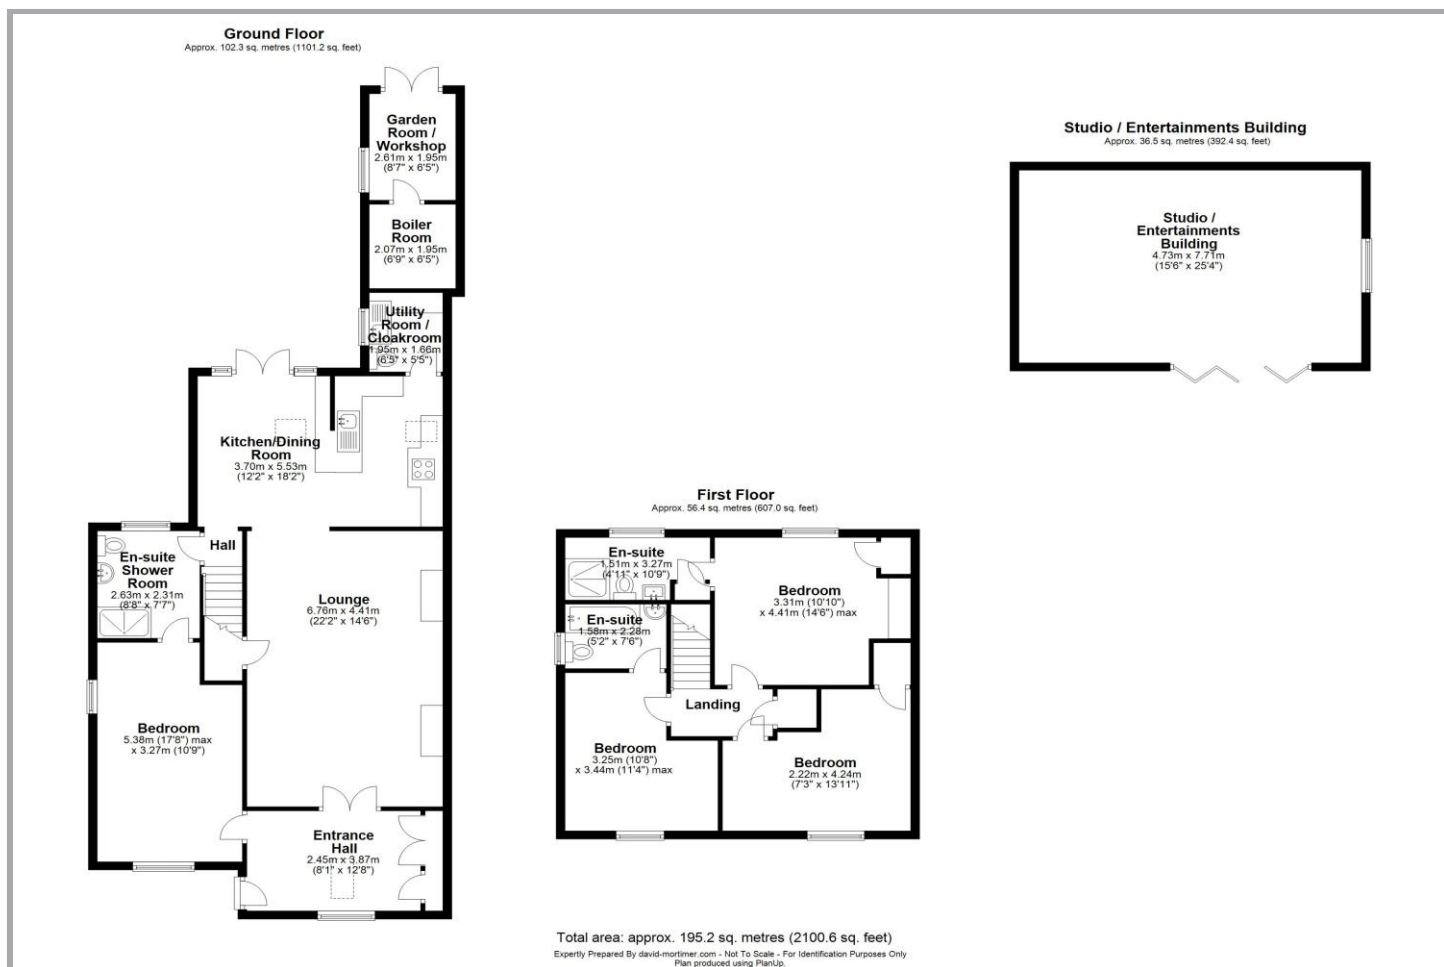 Ground Floor
Approx. 102.3 sq. metres (1101.2 sq. feet)
Garden
Room /
Workshop
2.61m x 1.95m
(8'7" x 6'5")
Boiler
Room
2.07m x 1.95m
(6'9" x 6'5")
Utility
Room /
Cloakroom
1.95m x 1.66m
(6'5" x 5'5")
Kitchen/Dining
Room
3.70m x 5.53m
(12'2" x 18'2")
Hall
En-suite
Shower
Room
2.63m x 2.31m
(8'8" x 7'7")
Lounge
6.76m x 4.41m
(22'2" x 14'6")
Bedroom
5.38m (17'8") max
x 3.27m (10'9")
Entrance
Hall
2.45m x 3.87m
(8'1" x 12'8")
Studio / Entertainments Building
Approx. 36.5 sq. metres (392.4 sq. feet)
Studio /
Entertainments
Building
4.73m x 7.71m
(15'6" x 25'4")
First Floor
Approx. 56.4 sq. metres (607.0 sq. feet)
En-suite
1.51m x 3.27m
(4'11" x 10'9")
Bedroom
3.31m (10'10")
x 4.41m (14'6") max
En-suite
1.58m x 2.28m
(5'2" x 7'6")
Landing
Bedroom
3.25m (10'8")
x 3.44m (11'4") max
Bedroom
2.22m x 4.24m
(7'3" x 13'11")
Total area: approx. 195.2 sq. metres (2100.6 sq. feet)
Expertly Prepared By david-mortimer.com - Not To Scale - For Identification Purposes Only
Plan produced using PlanUp.